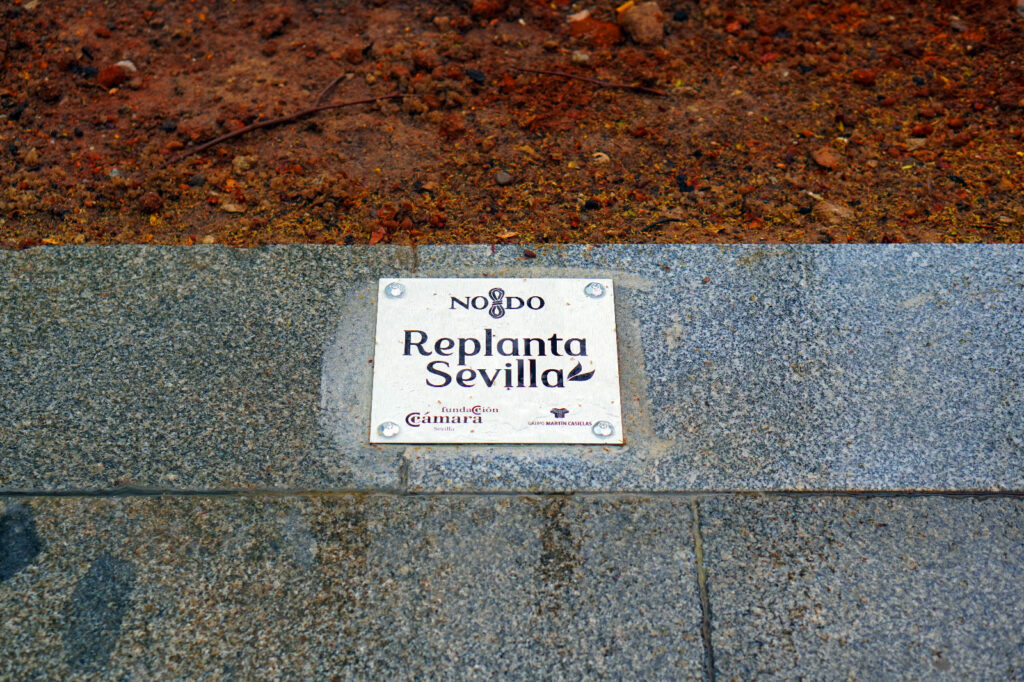 NO8DO
Replanta
Sevilla
fundación
Cámara
Sevilla
GRUPO MARTÍN CASILLAS